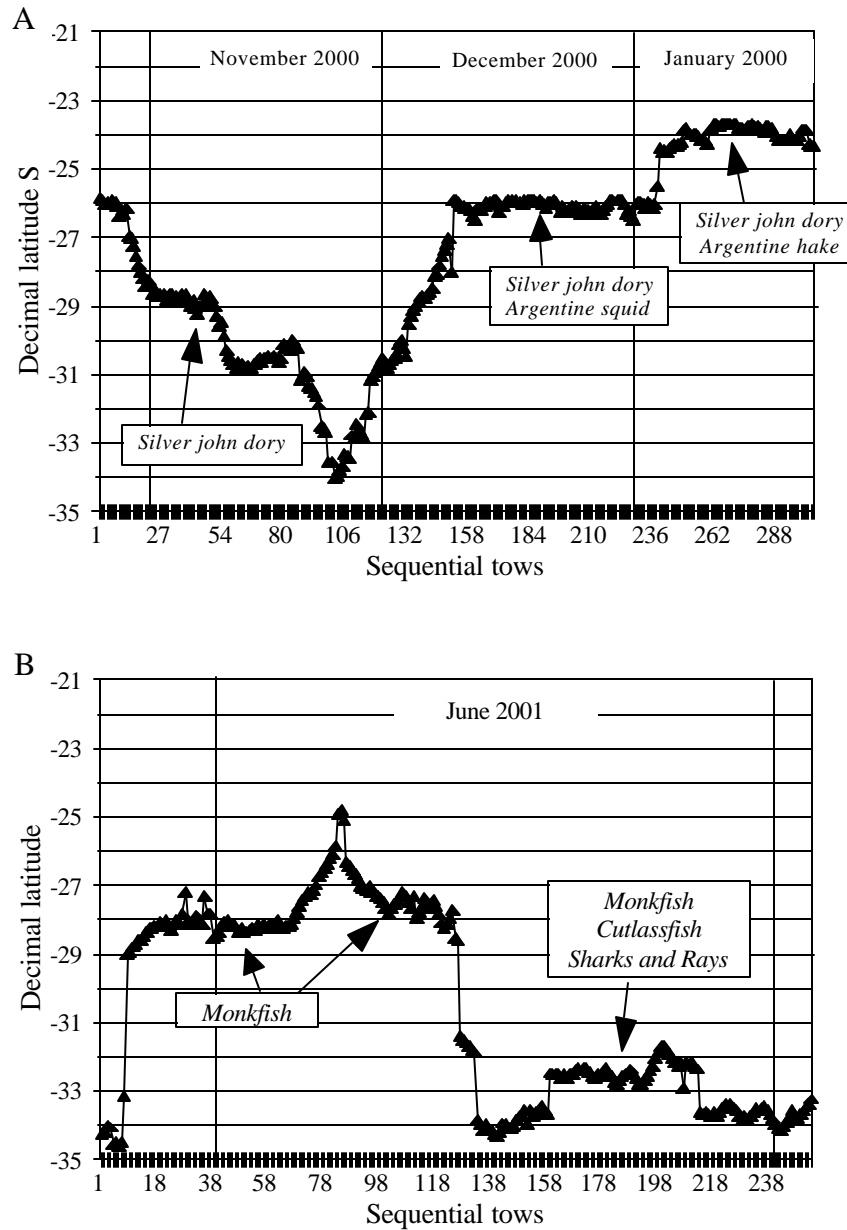 A
-21
-23
-25
-27
-29
-31
-33
-35
Decimal latitude S
November 2000
December 2000
January 2000
Silver john dory
Silver john dory
Argentine squid
Silver john dory
Argentine hake
1 27 54 80 106 132 158 184 210 236 262 288
Sequential tows
B
-21
-23
-25
-27
-29
-31
-33
-35
Decimal latitude
June 2001
Monkfish
Monkfish
Cutlassfish
Sharks and Rays
1 18 38 58 78 98 118 138 158 178 198 218 238
Sequential tows